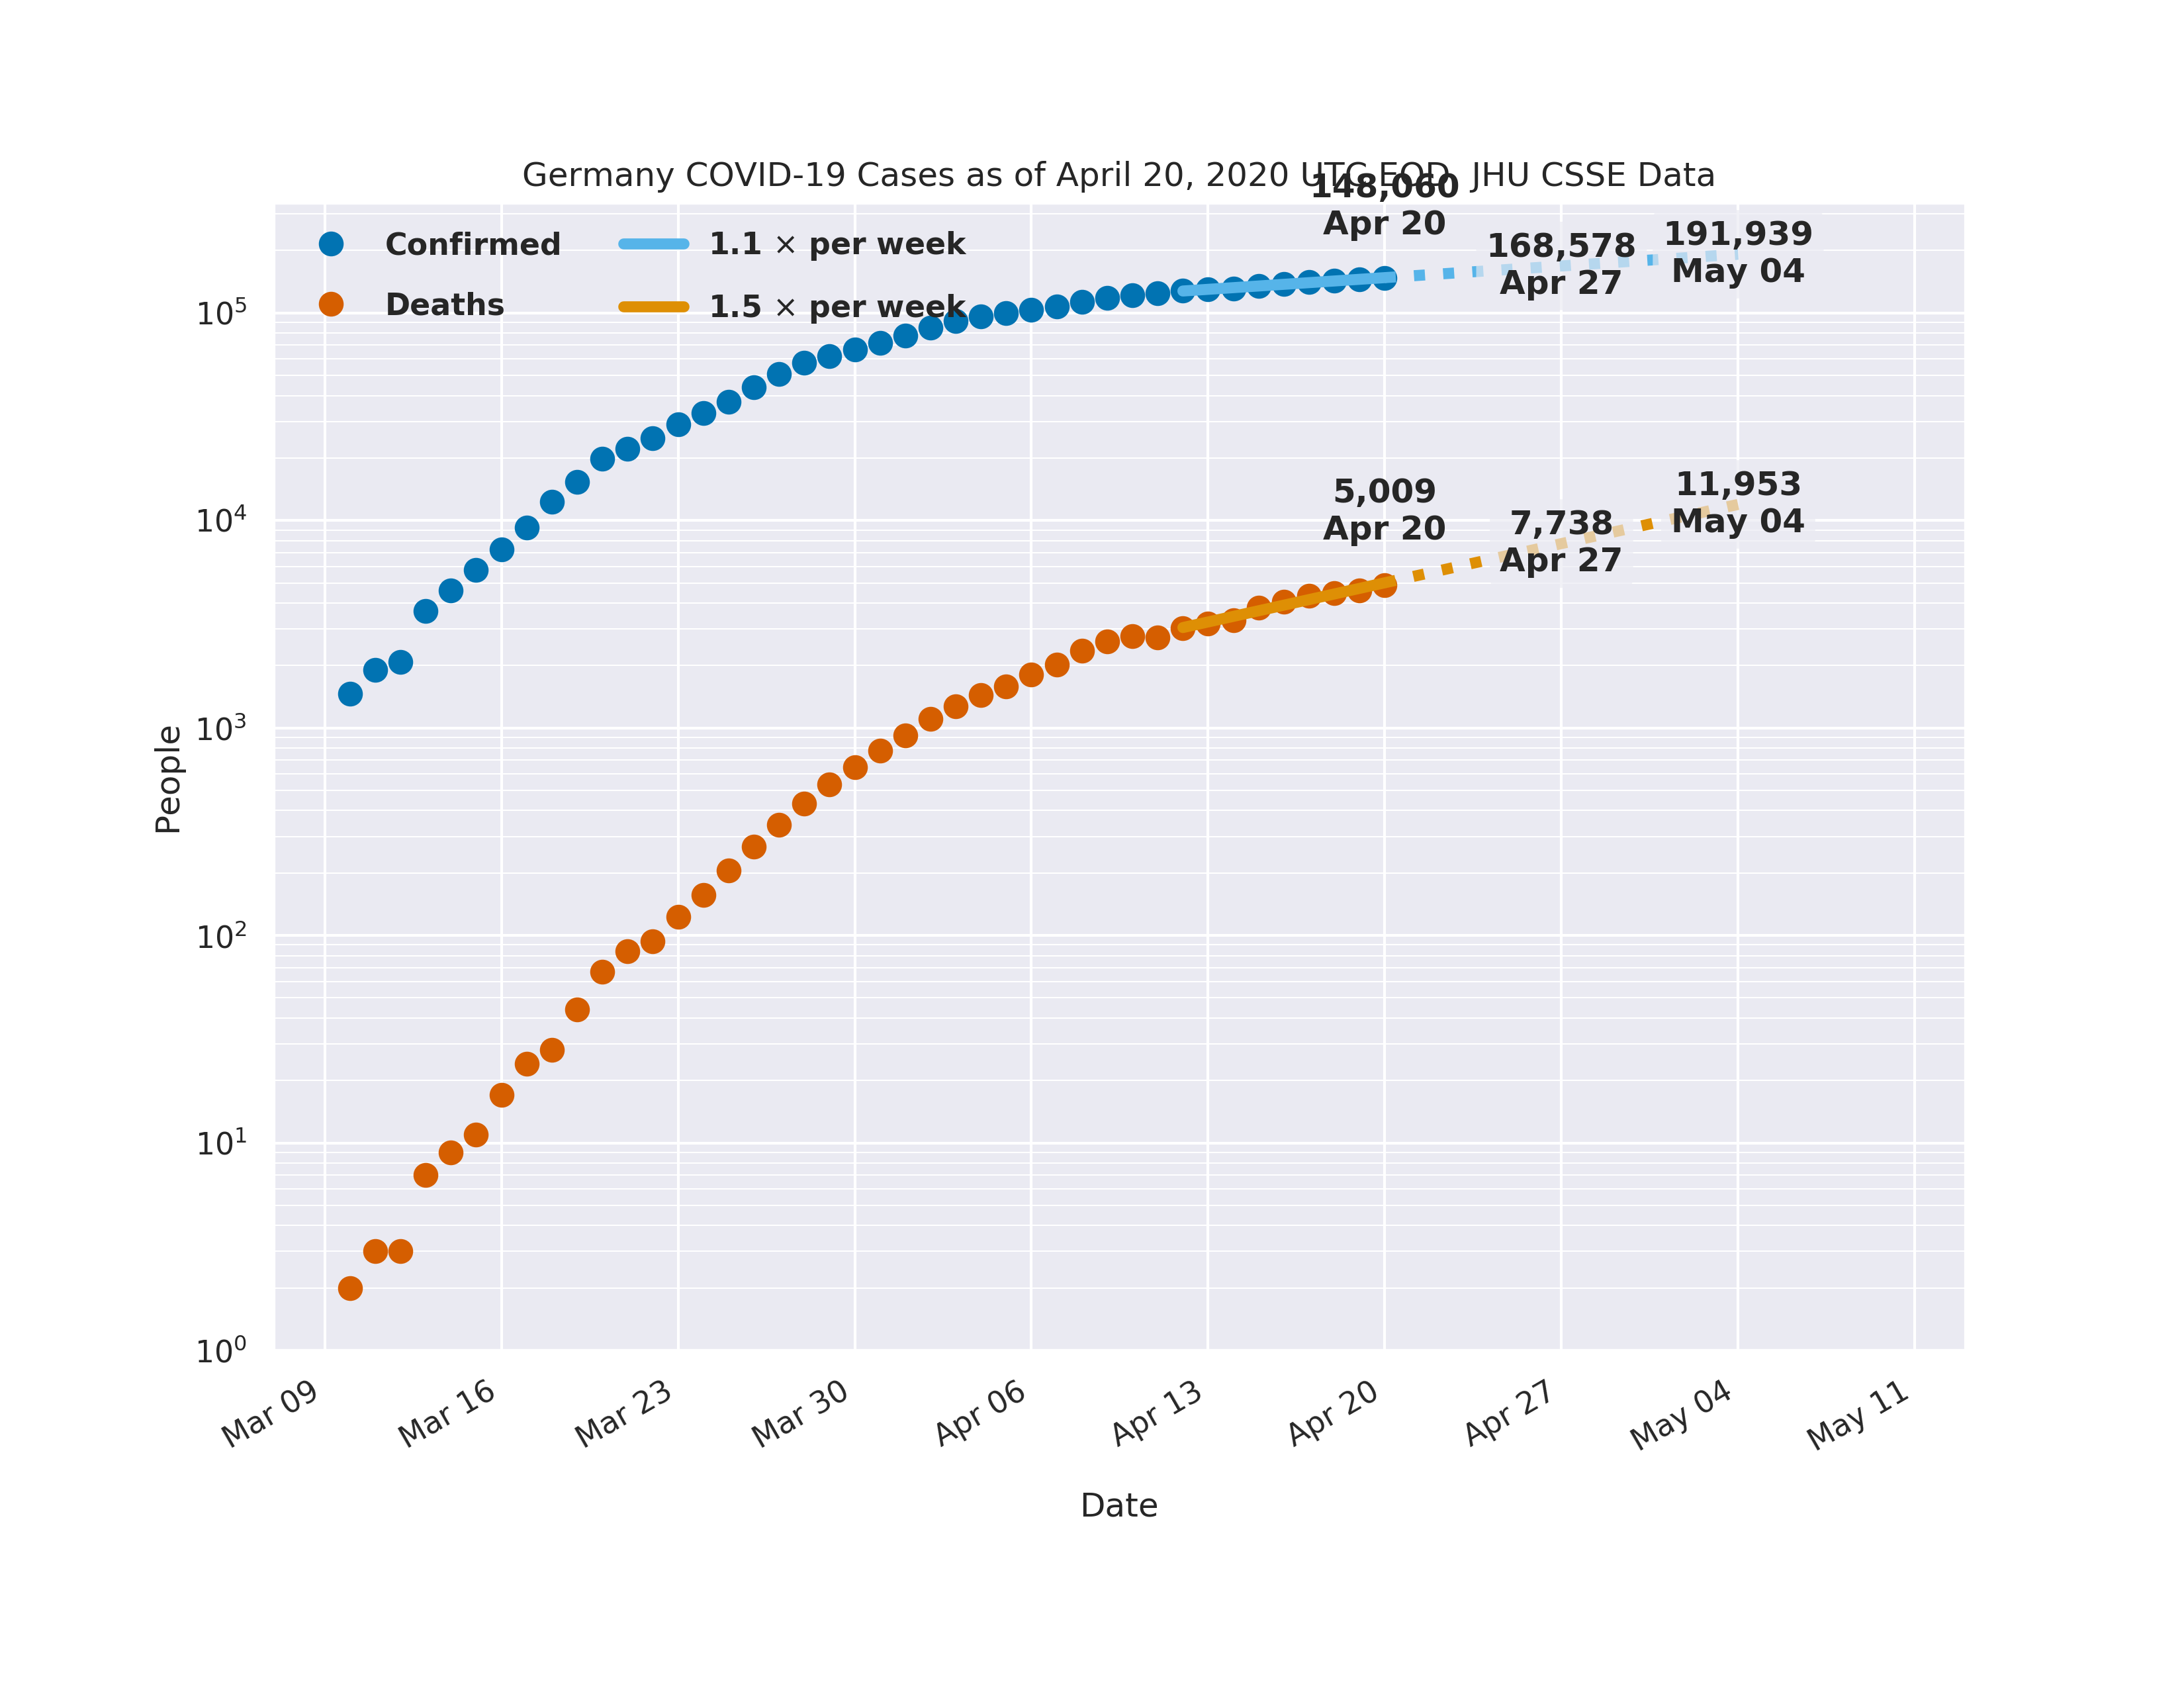 Germany COVID-19 Cases as of April 20, 2020 UTC EOD, JHU CSSE Data
148,060
Apr 20
168,578
Apr 27
191,939
May 04
Confirmed
Deaths
1.1 × per week
1.5 × per week
5,009
Apr 20
7,738
Apr 27
11,953
May 04
People
10⁵
10⁴
10³
10²
10¹
10⁰
Mar 09
Mar 16
Mar 23
Mar 30
Apr 06
Apr 13
Apr 20
Apr 27
May 04
May 11
Date